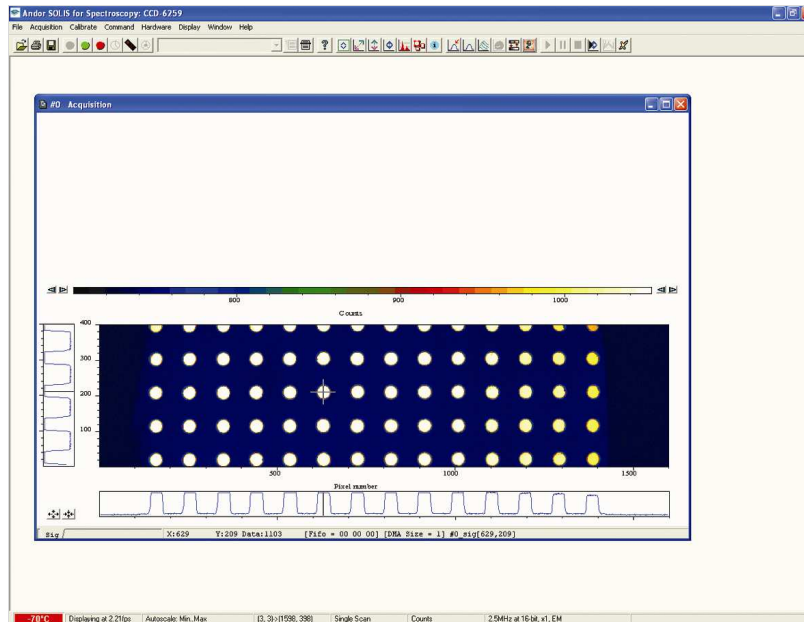 Andor SOLIS for Spectroscopy: CCD-6259
File Acquisition Calibrate Command Hardware Display Window Help
#0 Acquisition
800 900 1000
Counts
400
300
200
100
500 1000 1500
Pixel number
Sig X:629 Y:209 Data:1103 [Fifo = 00 00 00] [DMA Size = 1] #0_sig[629,209]
-70°C Displaying at 2.21fps Autoscale: Min..Max (3, 3)->(1598, 398) Single Scan Counts 2.5MHz at 16-bit, x1, EM